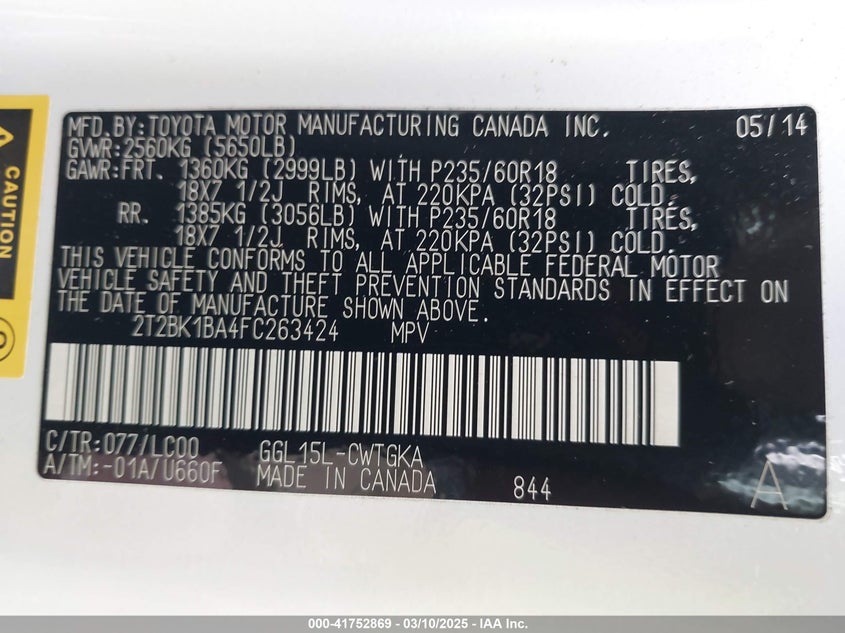 MFD.BY:TOYOTA MOTOR MANUFACTURING CANADA INC. 05/14
GVWR:2560KG (5650LB)
GAWR:FRT. 1360KG (2999LB) WITH P235/60R18 TIRES,
18X7 1/2J RIMS, AT 220KPA (32PSI) COLD.
RR. 1385KG (3056LB) WITH P235/60R18 TIRES,
18X7 1/2J RIMS, AT 220KPA (32PSI) COLD.
THIS VEHICLE CONFORMS TO ALL APPLICABLE FEDERAL MOTOR
VEHICLE SAFETY AND THEFT PREVENTION STANDARDS IN EFFECT ON
THE DATE OF MANUFACTURE SHOWN ABOVE.
2T2BK1BA4FC263424 MPV
C/TR:077/LC00 GGL15L-CWTGKA
A/TM:-01A/U660F MADE IN CANADA 844 A
CAUTION
000-41752869 - 03/10/2025 - IAA Inc.